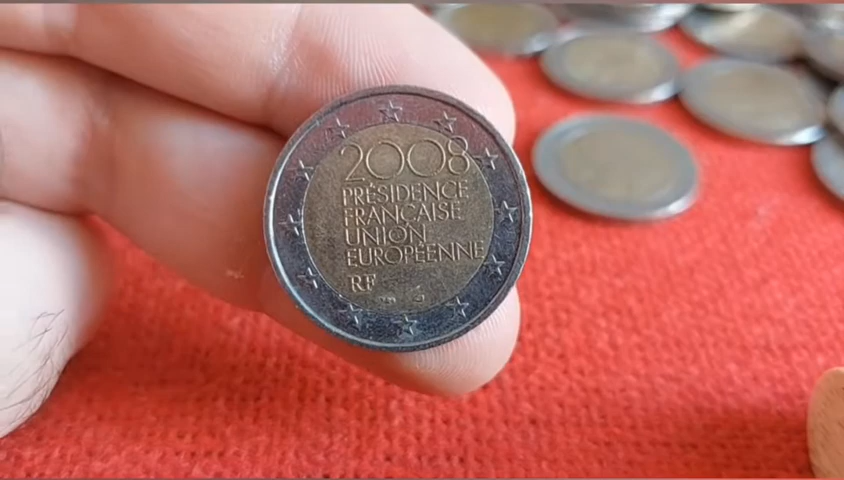 2008
PRÉSIDENCE
FRANÇAISE
UNION
EUROPÉENNE
RF